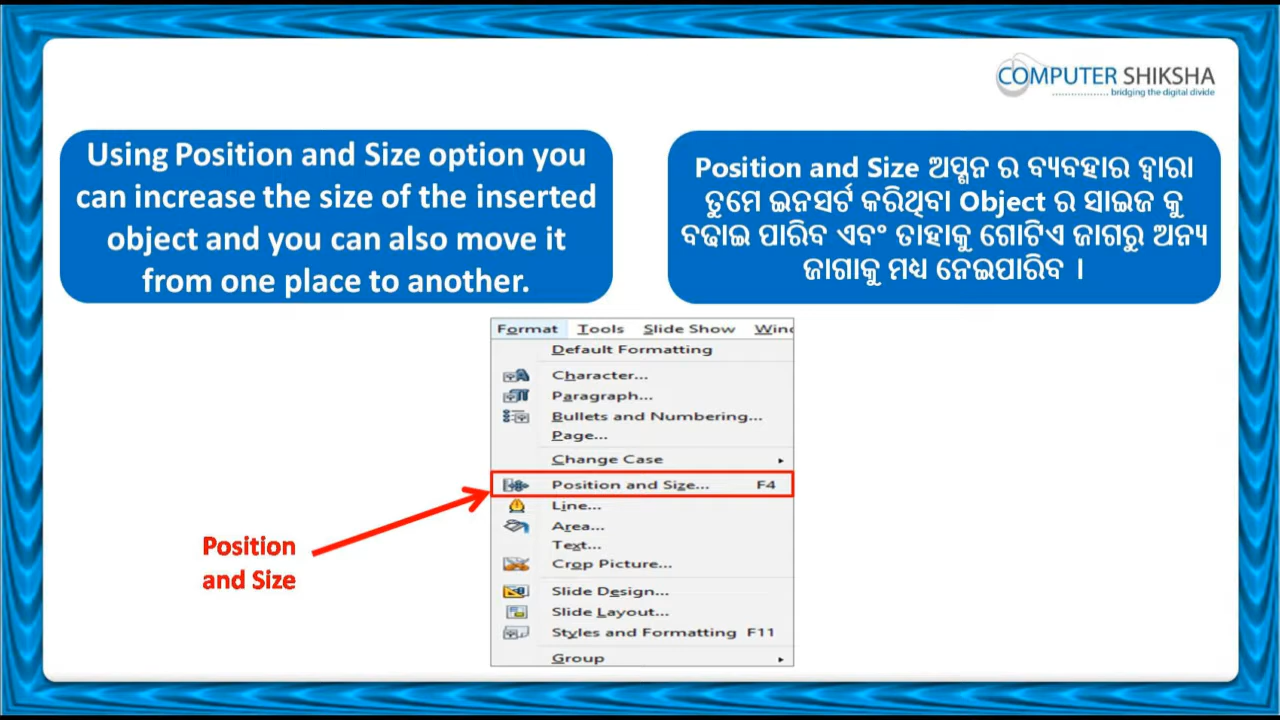 COMPUTER SHIKSHA
bridging the digital divide
Using Position and Size option you
can increase the size of the inserted
object and you can also move it
from one place to another.
Position and Size ଅପ୍ସନ ର ବ୍ୟବହାର ଦ୍ୱାରା
ତୁମେ ଇନସର୍ଟ କରିଥିବା Object ର ସାଇଜ କୁ
ବଢାଇ ପାରିବ ଏବଂ ତାହାକୁ ଗୋଟିଏ ଜାଗରୁ ଅନ୍ୟ
ଜାଗାକୁ ମଧ୍ୟ ନେଇପାରିବ ।
Format Tools Slide Show Wind
Default Formatting
Character...
Paragraph...
Bullets and Numbering...
Page...
Change Case
Position and Size... F4
Line...
Area...
Text...
Crop Picture...
Slide Design...
Slide Layout...
Styles and Formatting F11
Group
Position
and Size